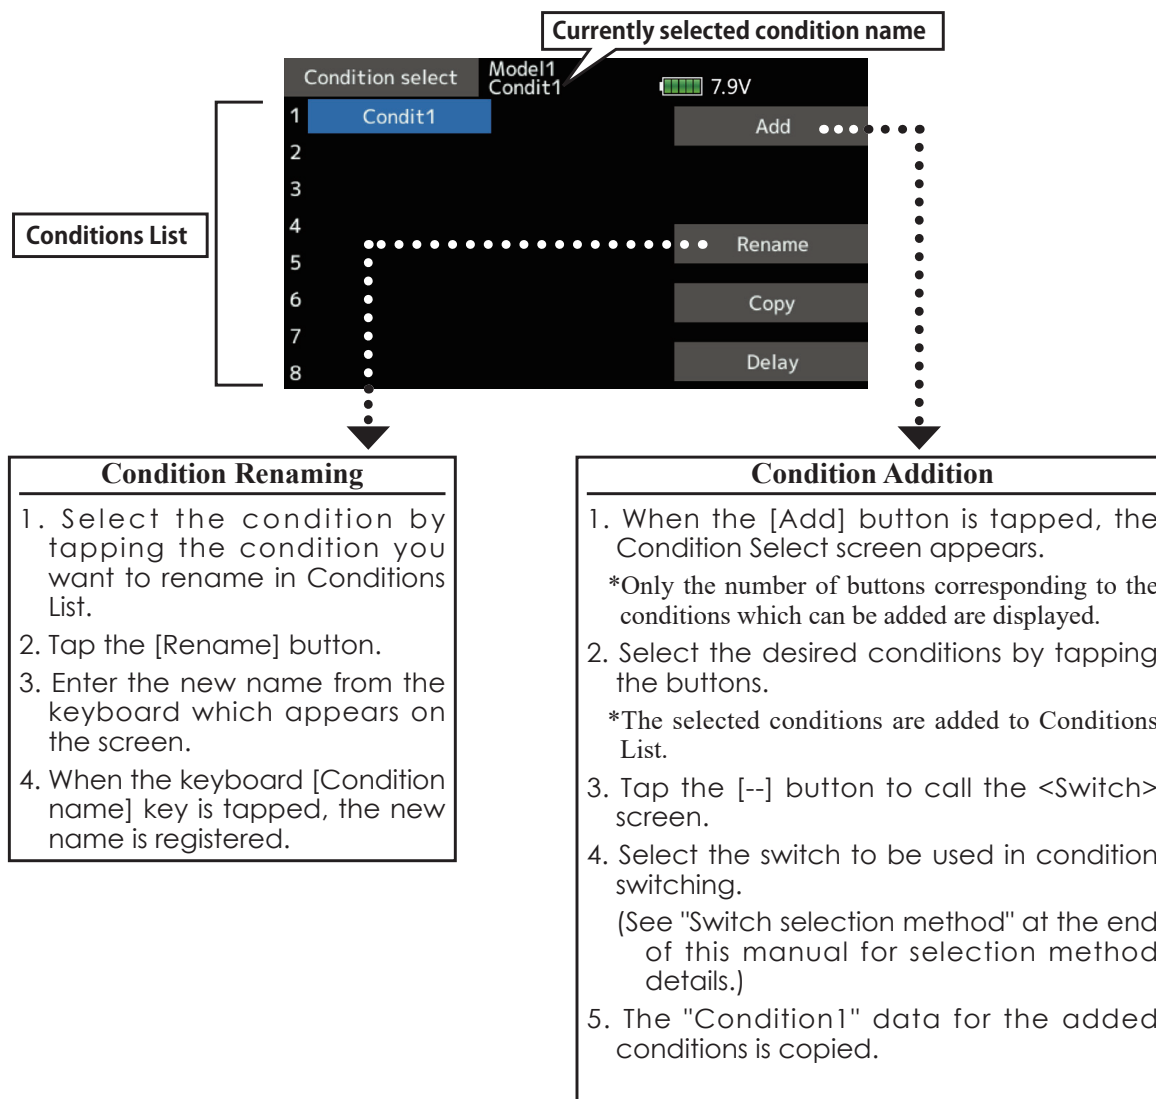 Currently selected condition name
Condition select
Model1
Condit1
7.9V
1 Condit1
2
3
4
5
6
7
8
Add
Rename
Copy
Delay
Conditions List
Condition Renaming
1. Select the condition by
tapping the condition you
want to rename in Conditions
List.
2. Tap the [Rename] button.
3. Enter the new name from the
keyboard which appears on
the screen.
4. When the keyboard [Condition
name] key is tapped, the new
name is registered.
Condition Addition
1. When the [Add] button is tapped, the
Condition Select screen appears.
*Only the number of buttons corresponding to the
conditions which can be added are displayed.
2. Select the desired conditions by tapping
the buttons.
*The selected conditions are added to Conditions
List.
3. Tap the [--] button to call the <Switch>
screen.
4. Select the switch to be used in condition
switching.
(See "Switch selection method" at the end
of this manual for selection method
details.)
5. The "Condition1" data for the added
conditions is copied.